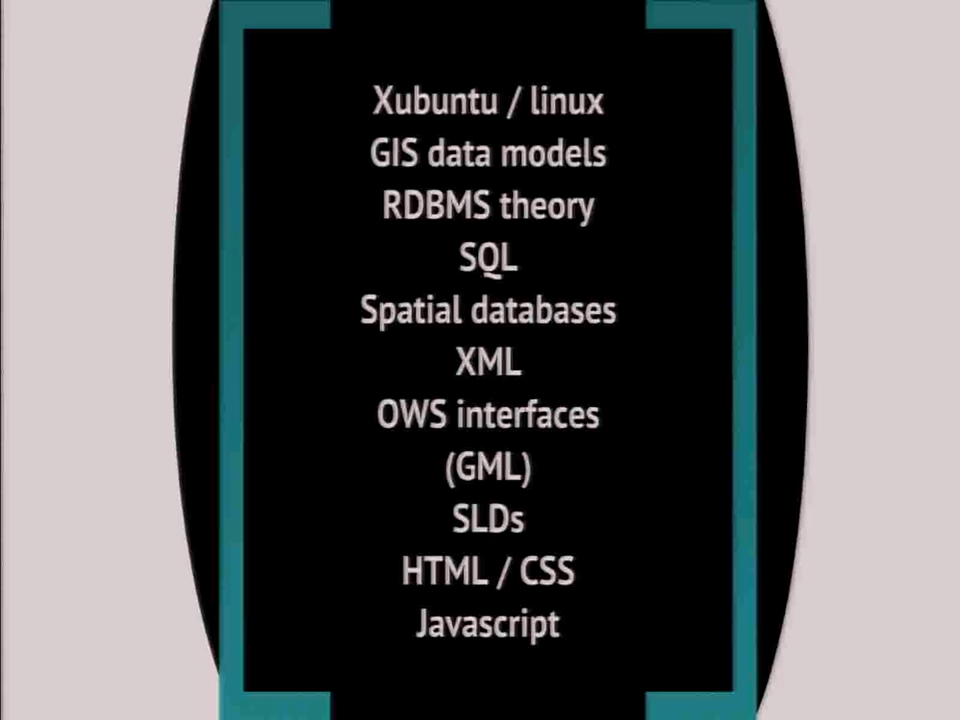 Xubuntu / linux
GIS data models
RDBMS theory
SQL
Spatial databases
XML
OWS interfaces
(GML)
SLDs
HTML / CSS
Javascript